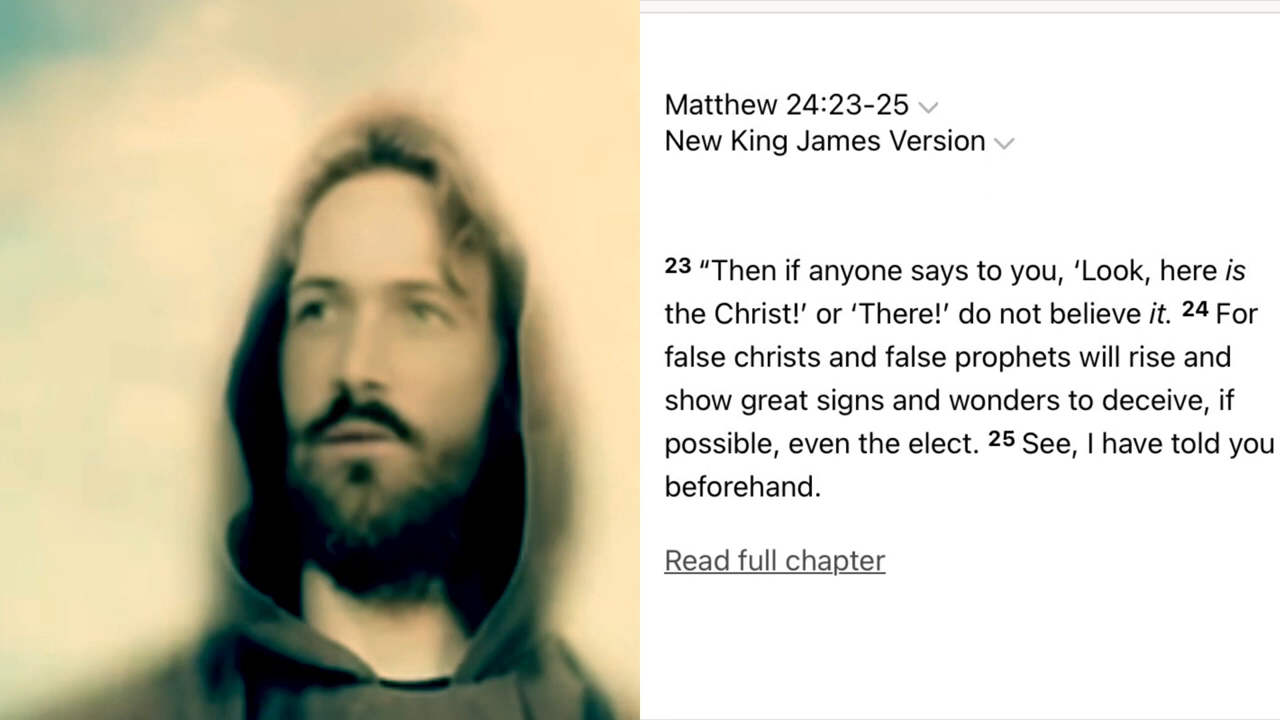 Matthew 24:23-25
New King James Version
23 “Then if anyone says to you, ‘Look, here is
the Christ!’ or ‘There!’ do not believe it. 24 For
false christs and false prophets will rise and
show great signs and wonders to deceive, if
possible, even the elect. 25 See, I have told you
beforehand.
Read full chapter